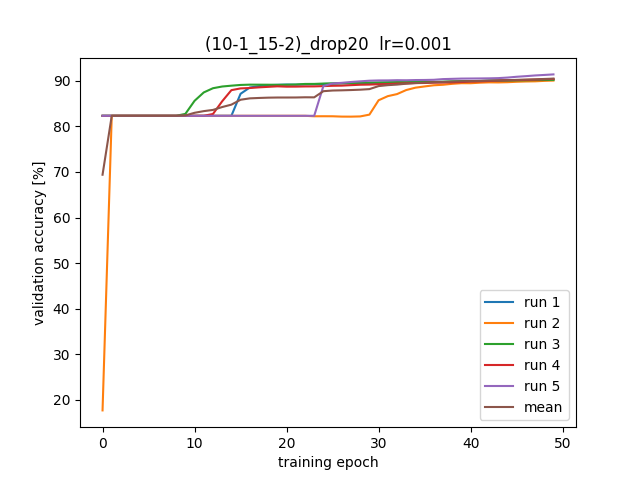 (10-1_15-2)_drop20  lr=0.001
validation accuracy [%]
90
80
70
60
50
40
30
20
0
10
20
30
40
50
training epoch
run 1
run 2
run 3
run 4
run 5
mean